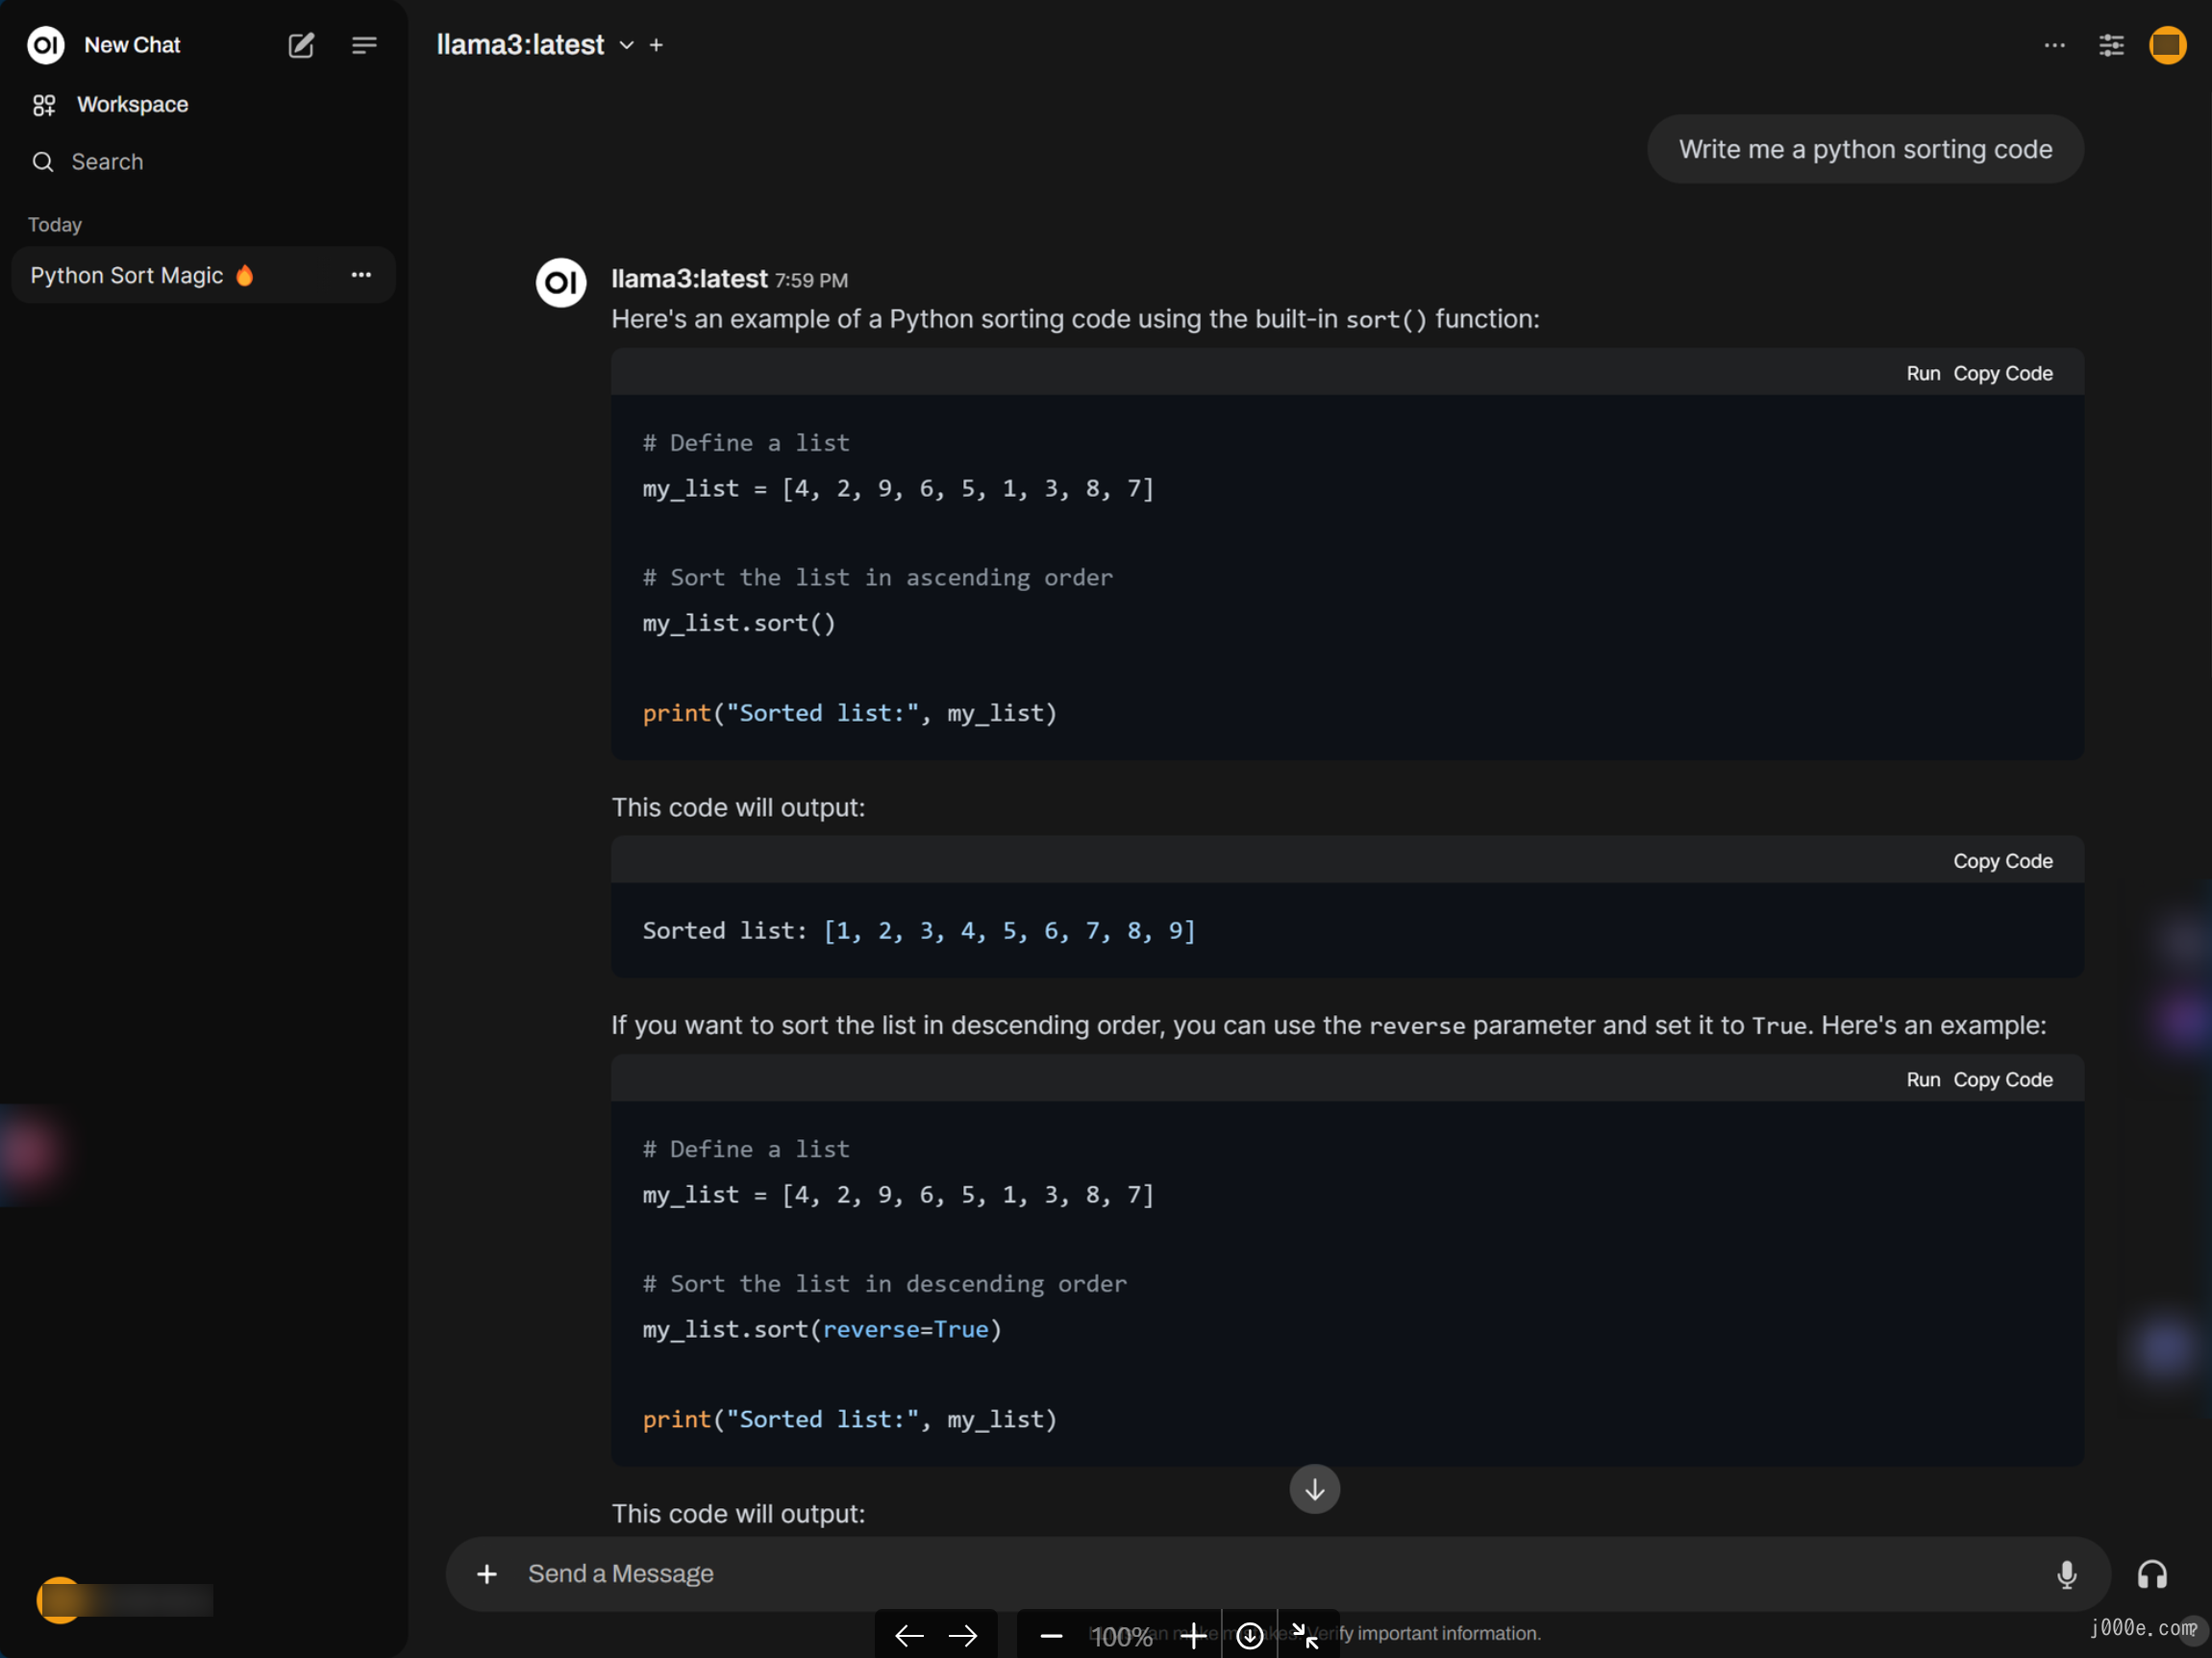 OI New Chat
Workspace
Search
Today
Python Sort Magic 🔥
llama3:latest
Write me a python sorting code
OI llama3:latest 7:59 PM
Here's an example of a Python sorting code using the built-in sort() function:
Run Copy Code
# Define a list
my_list = [4, 2, 9, 6, 5, 1, 3, 8, 7]
# Sort the list in ascending order
my_list.sort()
print("Sorted list:", my_list)
This code will output:
Copy Code
Sorted list: [1, 2, 3, 4, 5, 6, 7, 8, 9]
If you want to sort the list in descending order, you can use the reverse parameter and set it to True. Here's an example:
Run Copy Code
# Define a list
my_list = [4, 2, 9, 6, 5, 1, 3, 8, 7]
# Sort the list in descending order
my_list.sort(reverse=True)
print("Sorted list:", my_list)
This code will output:
Send a Message
100%
important information.
j000e.com